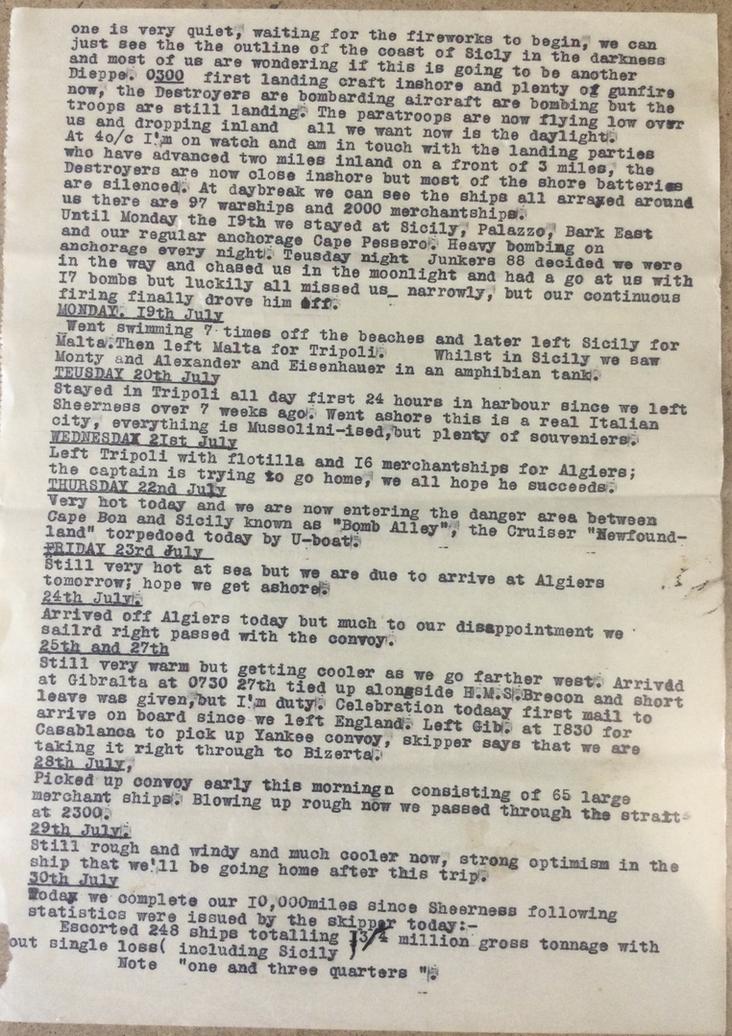 one is very quiet, waiting for the fireworks to begin, we can
just see the the outline of the coast of Sicly in the darkness
and most of us are wondering if this is going to be another
Dieppe. 0300 first landing craft inshore and plenty of gunfire
now, the Destroyers are bombarding aircraft are bombing but the
troops are still landing. The paratroops are now flying low over
us and dropping inland all we want now is the daylight.
At 4o/c I'm on watch and am in touch with the landing parties
who have advanced two miles inland on a front of 3 miles, the
Destroyers are now close inshore but most of the shore batteries
are silenced. At daybreak we can see the ships all arrayed around
us there are 97 warships and 2000 merchantships.
Until Monday the I9th we stayed at Sicily, Palazzo, Bark East
and our regular anchorage Cape Pessero. Heavy bombing on
anchorage every night. Teusday night Junkers 88 decided we were
in the way and chased us in the moonlight and had a go at us with
I7 bombs but luckily all missed us_ narrowly, but our continuous
firing finally drove him off.
MONDAY. 19th July
Went swimming 7 times off the beaches and later left Sicily for
Malta.Then left Malta for Tripoli. Whilst in Sicily we saw
Monty and Alexander and Eisenhauer in an amphibian tank.
TEUSDAY 20th July
Stayed in Tripoli all day first 24 hours in harbour since we left
Sheerness over 7 weeks ago. Went ashore this is a real Italian
city, everything is Mussolini-ised,but plenty of souveniers.
WEDNESDAY 2Ist July
Left Tripoli with flotilla and I6 merchantships for Algiers;
the captain is trying to go home, we all hope he succeeds.
THURSDAY 22nd July
Very hot today and we are now entering the danger area between
Cape Bon and Sicily known as "Bomb Alley", the Cruiser "Newfound-
land" torpedoed today by U-boat.
FRIDAY 23rd July
Still very hot at sea but we are due to arrive at Algiers
tomorrow; hope we get ashore.
24th July.
Arrived off Algiers today but much to our disappointment we
sailrd right passed with the convoy.
25th and 27th
Still very warm but getting cooler as we go farther west. Arrived
at Gibralta at 0730 27th tied up alongside H.M.S.Brecon and short
leave was given,but I'm duty. Celebration todaay first mail to
arrive on board since we left England. Left Gib. at I830 for
Casablanca to pick up Yankee convoy, skipper says that we are
taking it right through to Bizerta.
28th July,
Picked up convoy early this morningn consisting of 65 large
merchant ships. Blowing up rough now we passed through the strait
at 2300.
29th July.
Still rough and windy and much cooler now, strong optimism in the
ship that we'll be going home after this trip.
30th July
Today we complete our I0,000miles since Sheerness following
statistics were issued by the skipper today:-
Escorted 248 ships totalling 13/4 million gross tonnage with
out single loss( including Sicily )
Note "one and three quarters ".